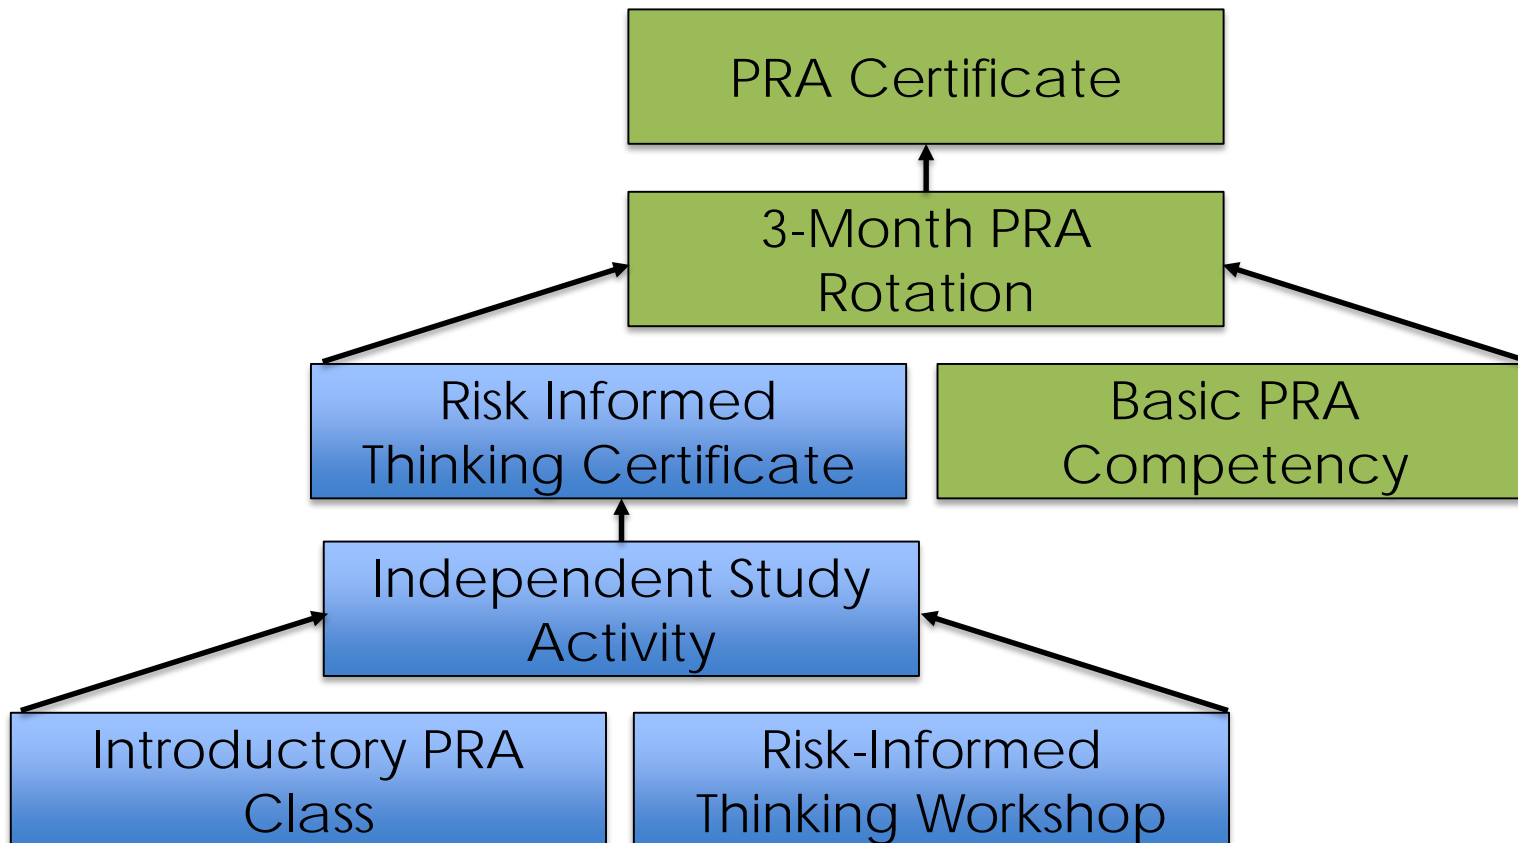 PRA Certificate
3-Month PRA
Rotation
Risk Informed
Thinking Certificate
Basic PRA
Competency
Independent Study
Activity
Introductory PRA
Class
Risk-Informed
Thinking Workshop